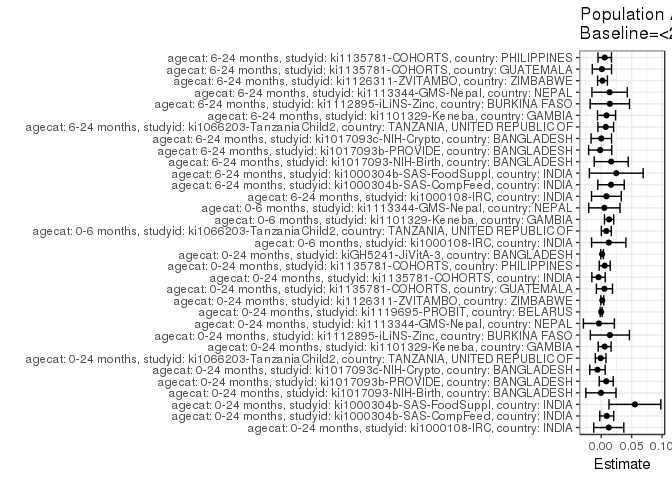 Population
Baseline=<2
agecat: 6-24 months, studyid: ki1135781-COHORTS, country: PHILIPPINES
agecat: 6-24 months, studyid: ki1135781-COHORTS, country: GUATEMALA
agecat: 6-24 months, studyid: ki1126311-ZVITAMBO, country: ZIMBABWE
agecat: 6-24 months, studyid: ki1113344-GMS-Nepal, country: NEPAL
agecat: 6-24 months, studyid: ki1112895-iLiNS-Zinc, country: BURKINA FASO
agecat: 6-24 months, studyid: ki1101329-Keneba, country: GAMBIA
agecat: 6-24 months, studyid: ki1066203-TanzaniaChild2, country: TANZANIA, UNITED REPUBLIC OF
agecat: 6-24 months, studyid: ki1017093c-NIH-Crypto, country: BANGLADESH
agecat: 6-24 months, studyid: ki1017093b-PROVIDE, country: BANGLADESH
agecat: 6-24 months, studyid: ki1017093-NIH-Birth, country: BANGLADESH
agecat: 6-24 months, studyid: ki1000304b-SAS-FoodSuppl, country: INDIA
agecat: 6-24 months, studyid: ki1000304b-SAS-CompFeed, country: INDIA
agecat: 6-24 months, studyid: ki1000108-IRC, country: INDIA
agecat: 0-6 months, studyid: ki1113344-GMS-Nepal, country: NEPAL
agecat: 0-6 months, studyid: ki1101329-Keneba, country: GAMBIA
agecat: 0-6 months, studyid: ki1066203-TanzaniaChild2, country: TANZANIA, UNITED REPUBLIC OF
agecat: 0-6 months, studyid: ki1000108-IRC, country: INDIA
agecat: 0-24 months, studyid: kiGH5241-JiVitA-3, country: BANGLADESH
agecat: 0-24 months, studyid: ki1135781-COHORTS, country: PHILIPPINES
agecat: 0-24 months, studyid: ki1135781-COHORTS, country: INDIA
agecat: 0-24 months, studyid: ki1135781-COHORTS, country: GUATEMALA
agecat: 0-24 months, studyid: ki1126311-ZVITAMBO, country: ZIMBABWE
agecat: 0-24 months, studyid: ki1119695-PROBIT, country: BELARUS
agecat: 0-24 months, studyid: ki1113344-GMS-Nepal, country: NEPAL
agecat: 0-24 months, studyid: ki1112895-iLiNS-Zinc, country: BURKINA FASO
agecat: 0-24 months, studyid: ki1101329-Keneba, country: GAMBIA
agecat: 0-24 months, studyid: ki1066203-TanzaniaChild2, country: TANZANIA, UNITED REPUBLIC OF
agecat: 0-24 months, studyid: ki1017093c-NIH-Crypto, country: BANGLADESH
agecat: 0-24 months, studyid: ki1017093b-PROVIDE, country: BANGLADESH
agecat: 0-24 months, studyid: ki1017093-NIH-Birth, country: BANGLADESH
agecat: 0-24 months, studyid: ki1000304b-SAS-FoodSuppl, country: INDIA
agecat: 0-24 months, studyid: ki1000304b-SAS-CompFeed, country: INDIA
agecat: 0-24 months, studyid: ki1000108-IRC, country: INDIA
0.00 0.05 0.10
Estimate